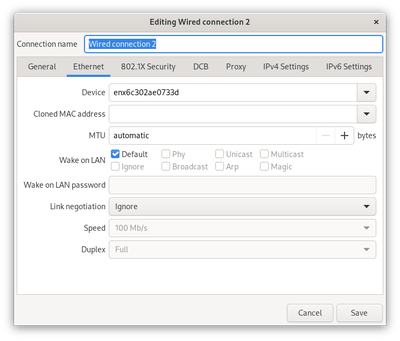 Editing Wired connection 2
Connection name Wired connection 2
General Ethernet 802.1X Security DCB Proxy IPv4 Settings IPv6 Settings
Device enx6c302ae0733d
Cloned MAC address
MTU automatic bytes
Wake on LAN Default Phy Unicast Multicast
Ignore Broadcast Arp Magic
Wake on LAN password
Link negotiation Ignore
Speed 100 Mb/s
Duplex Full
Cancel Save